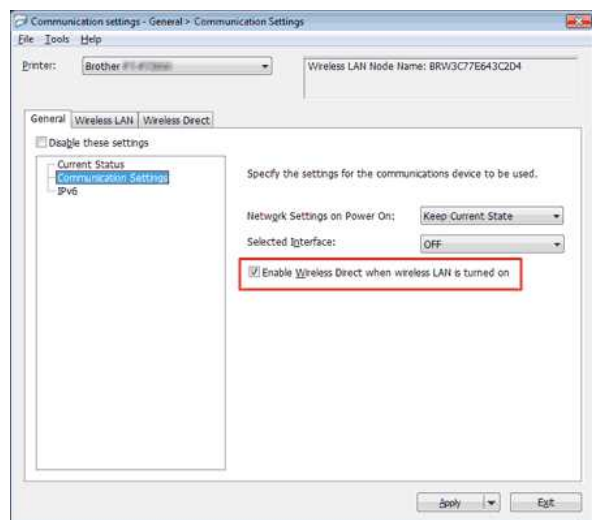 Communication settings - General > Communication Settings
File Tools Help
Printer: Brother
Wireless LAN Node Name: BRW3C77E643C2D4
General Wireless LAN Wireless Direct
Disable these settings
Current Status
Communication Settings
IPv6
Specify the settings for the communications device to be used.
Network Settings on Power On: Keep Current State
Selected Interface: OFF
Enable Wireless Direct when wireless LAN is turned on
Apply Exit